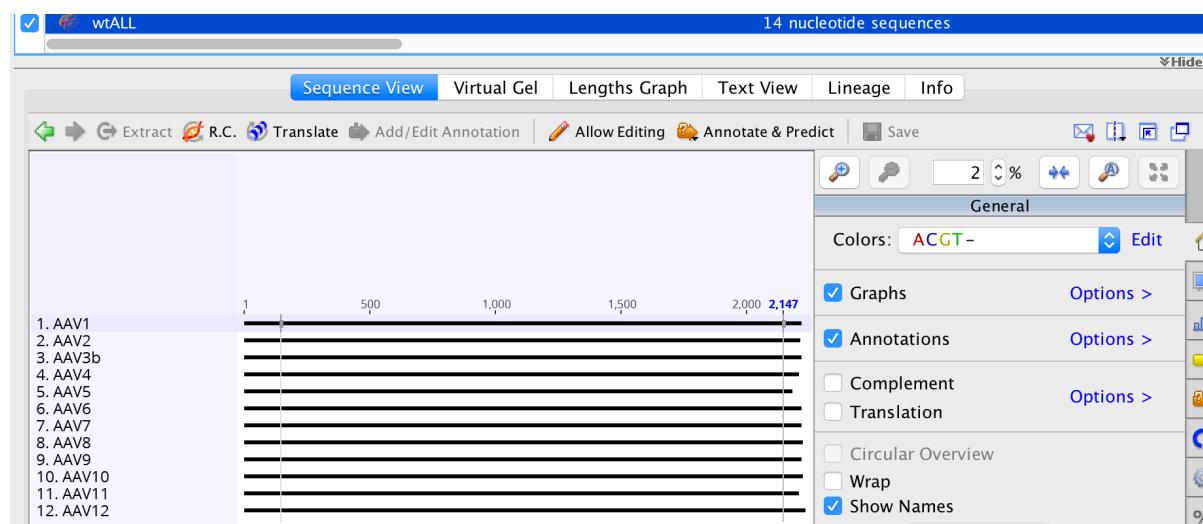 wtALL 14 nucleotide sequences
Hide
Sequence View Virtual Gel Lengths Graph Text View Lineage Info
Extract R.C. Translate Add/Edit Annotation Allow Editing Annotate & Predict Save
2 %
General
Colors: ACGT- Edit
1 500 1,000 1,500 2,000 2,147
Graphs Options >
1. AAV1
2. AAV2
Annotations Options >
3. AAV3b
4. AAV4
Complement
5. AAV5
Options >
6. AAV6
Translation
7. AAV7
8. AAV8
9. AAV9
Circular Overview
10. AAV10
Wrap
11. AAV11
Show Names
12. AAV12